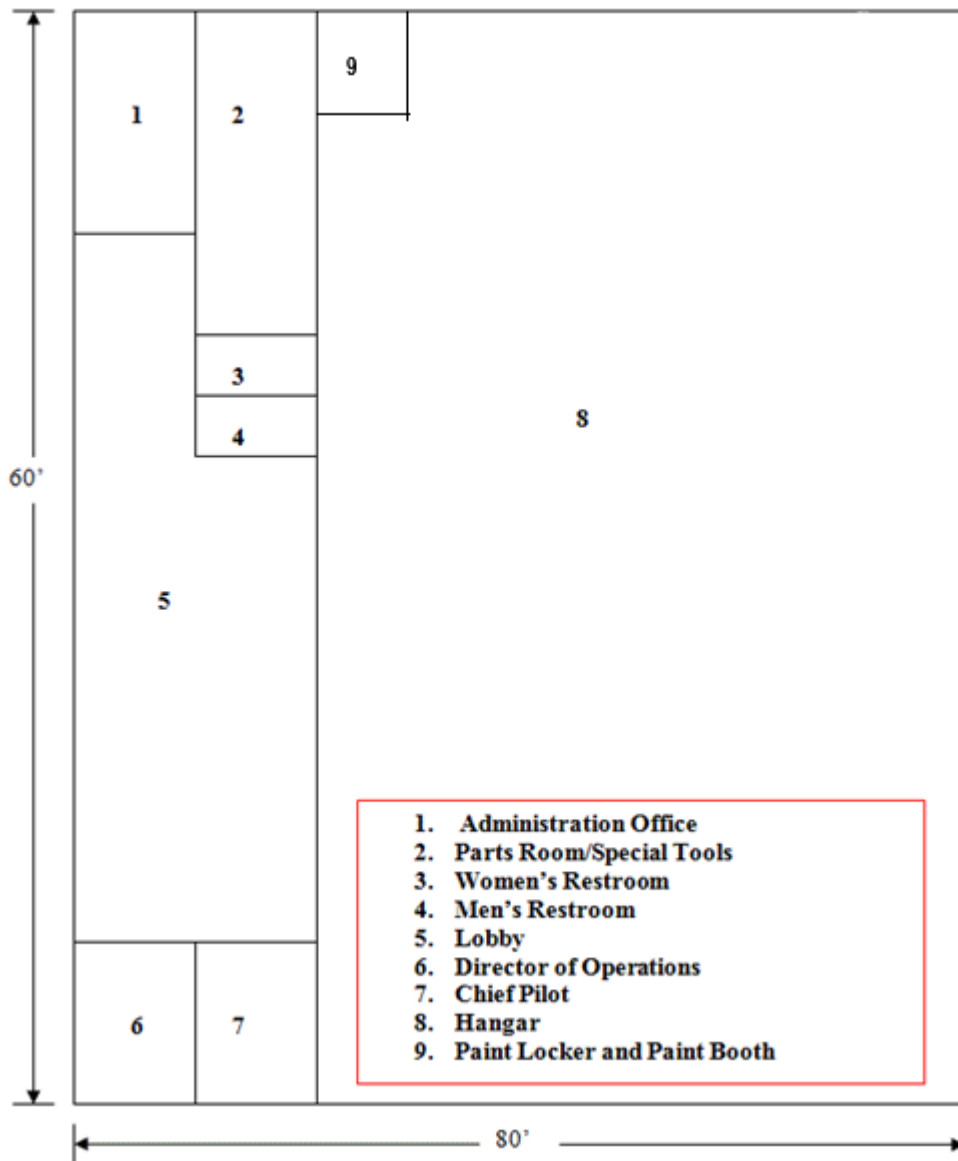 9
1
2
3
8
4
60’
5
1. Administration Office
2. Parts Room/Special Tools
3. Women’s Restroom
4. Men’s Restroom
5. Lobby
6. Director of Operations
7. Chief Pilot
8. Hangar
9. Paint Locker and Paint Booth
6
7
80’